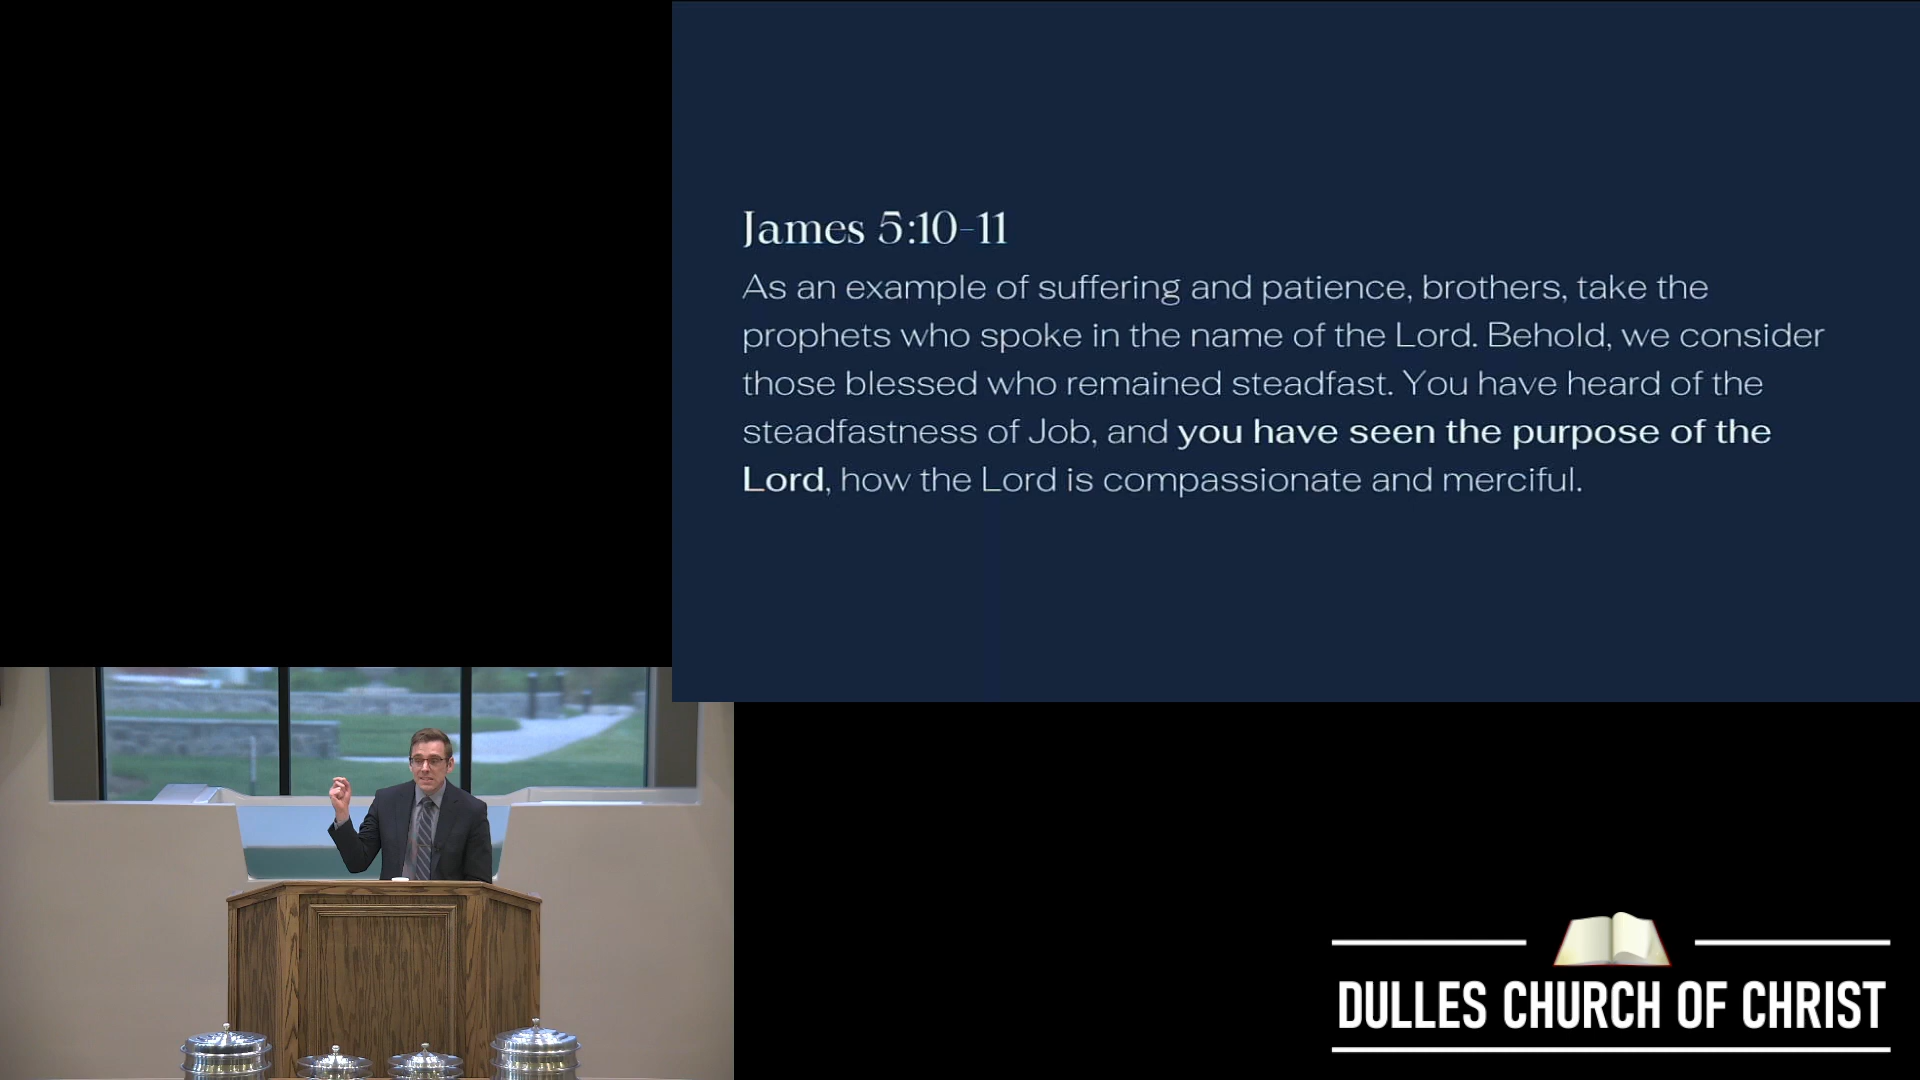 James 5:10-11
As an example of suffering and patience, brothers, take the
prophets who spoke in the name of the Lord. Behold, we consider
those blessed who remained steadfast. You have heard of the
steadfastness of Job, and you have seen the purpose of the
Lord, how the Lord is compassionate and merciful.
DULLES CHURCH OF CHRIST